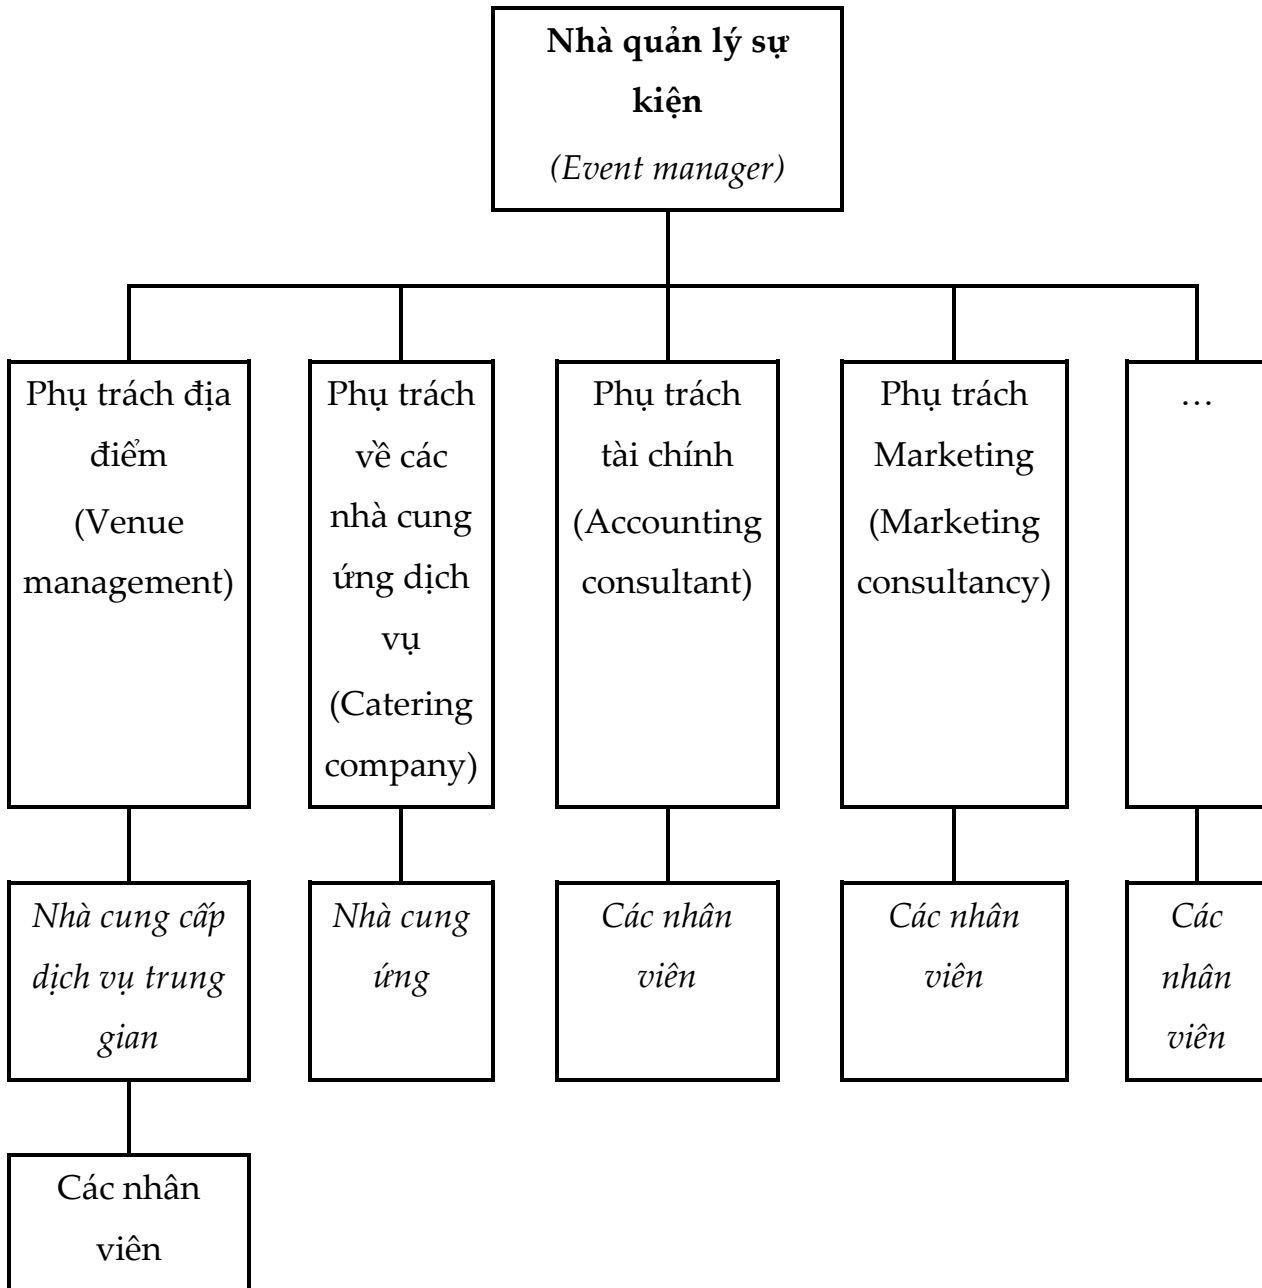 Nhà quản lý sự
kiện
(Event manager)
Phụ trách địa
điểm
(Venue
management)
Phụ trách
về các
nhà cung
ứng dịch
vụ
(Catering
company)
Phụ trách
tài chính
(Accounting
consultant)
Phụ trách
Marketing
(Marketing
consultancy)
…
Nhà cung cấp
dịch vụ trung
gian
Nhà cung
ứng
Các nhân
viên
Các nhân
viên
Các
nhân
viên
Các nhân
viên